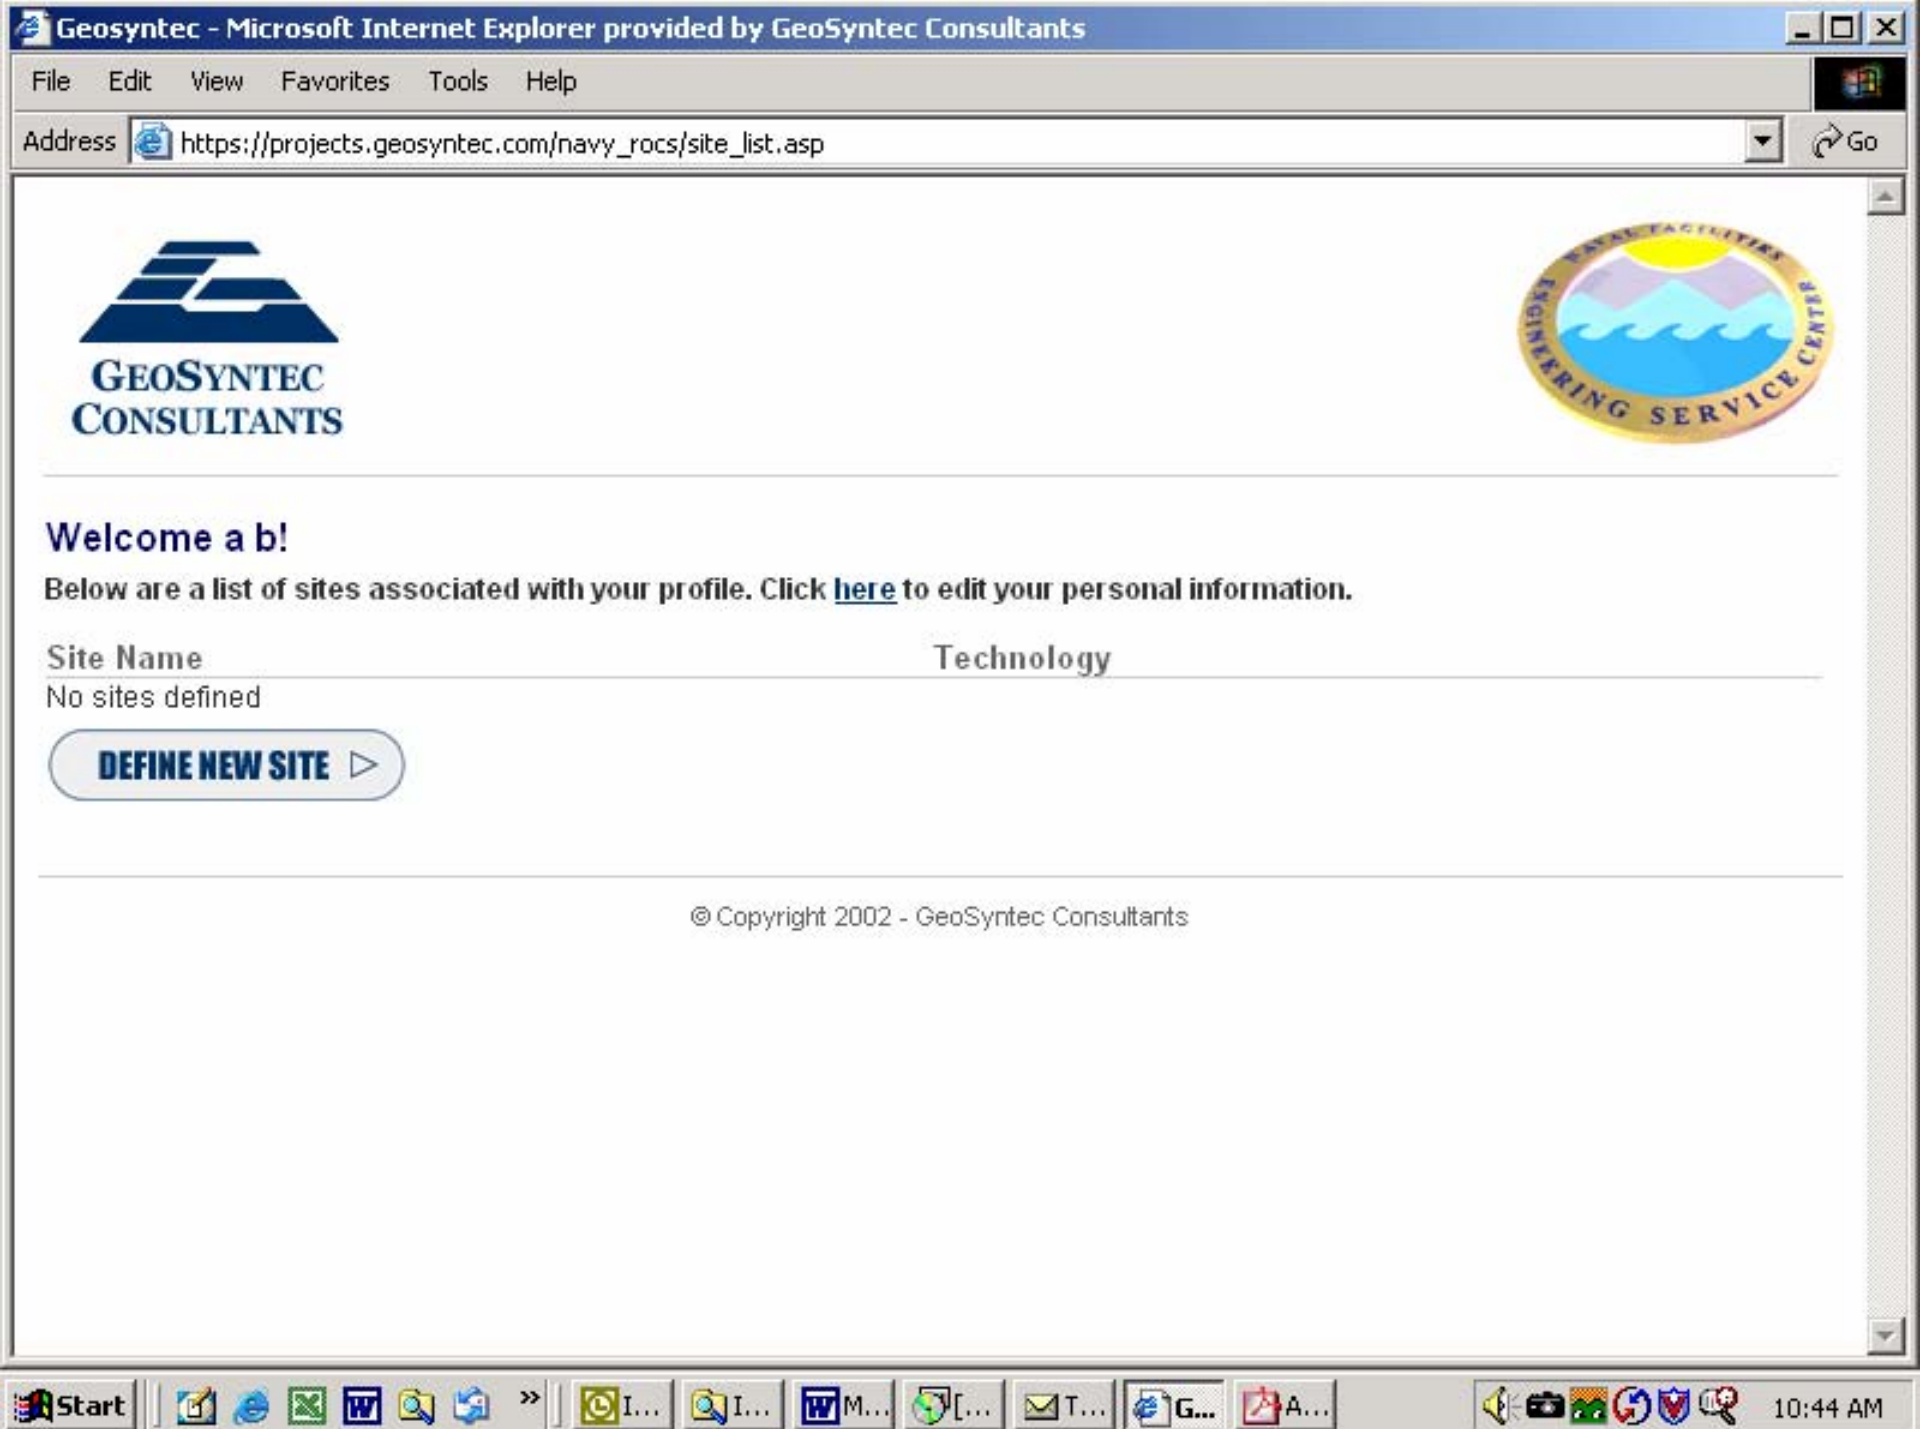 Geosyntec - Microsoft Internet Explorer provided by GeoSyntec Consultants
File Edit View Favorites Tools Help
Address https://projects.geosyntec.com/navy_rocs/site_list.asp Go
GEOSYNTEC
CONSULTANTS
NAVAL FACILITIES
ENGINEERING SERVICE CENTER
Welcome a b!
Below are a list of sites associated with your profile. Click here to edit your personal information.
Site Name Technology
No sites defined
DEFINE NEW SITE
© Copyright 2002 - GeoSyntec Consultants
Start » I... I... M... [... T... G... A... 10:44 AM